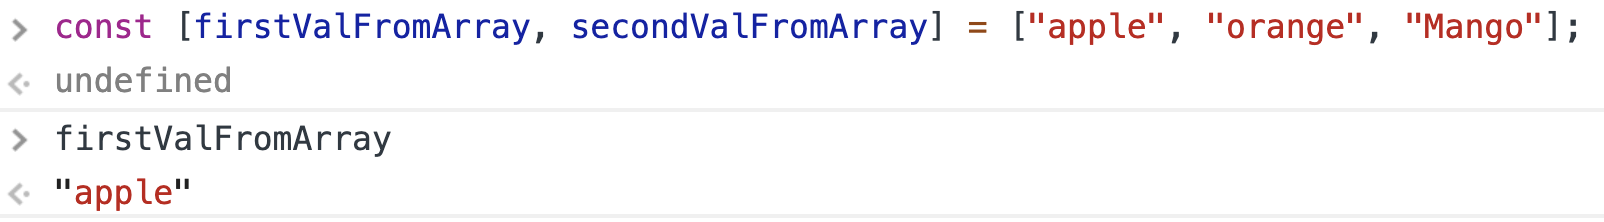 const [firstValFromArray, secondValFromArray] = ["apple", "orange", "Mango"];
undefined
firstValFromArray
"apple"